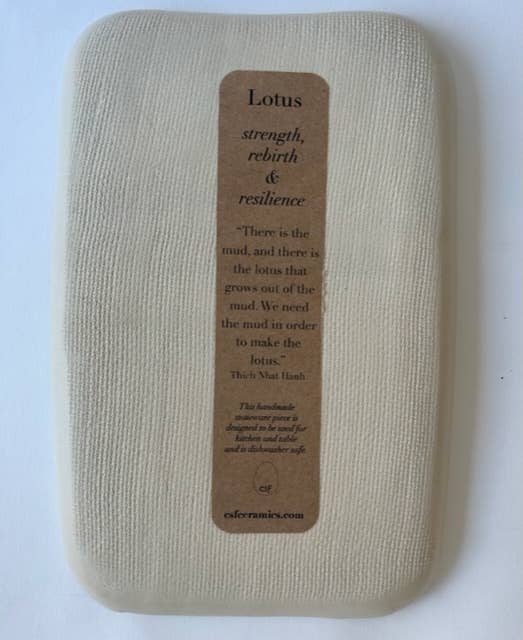 Lotus
strength,
rebirth
&
resilience
"There is the
mud, and there is
the lotus that
grows out of the
mud. We need
the mud in order
to make the
lotus."
Thich Nhat Hanh
This handmade
stoneware piece is
designed to be used for
kitchen and table
and is dishwasher safe.
csf
csfceramics.com